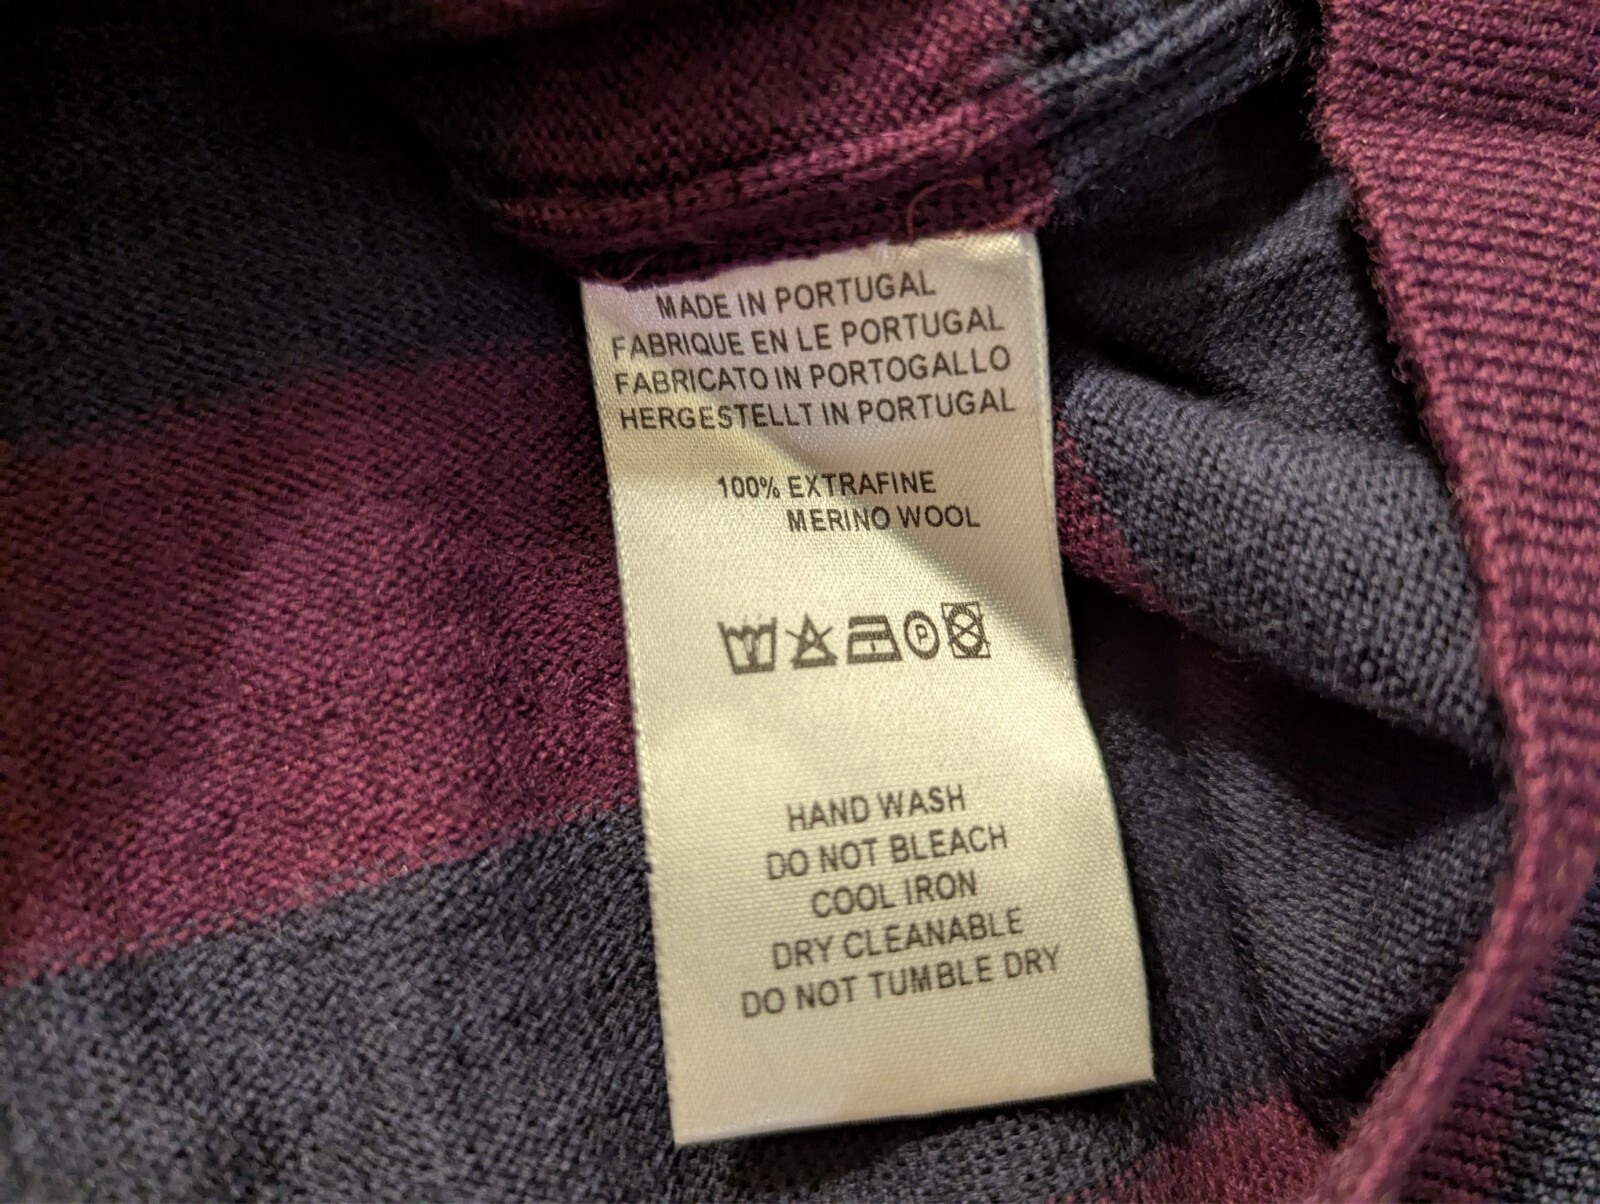 MADE IN PORTUGAL
FABRIQUE EN LE PORTUGAL
FABRICATO IN PORTOGALLO
HERGESTELLT IN PORTUGAL
100% EXTRAFINE
MERINO WOOL
P
HAND WASH
DO NOT BLEACH
COOL IRON
DRY CLEANABLE
DO NOT TUMBLE DRY